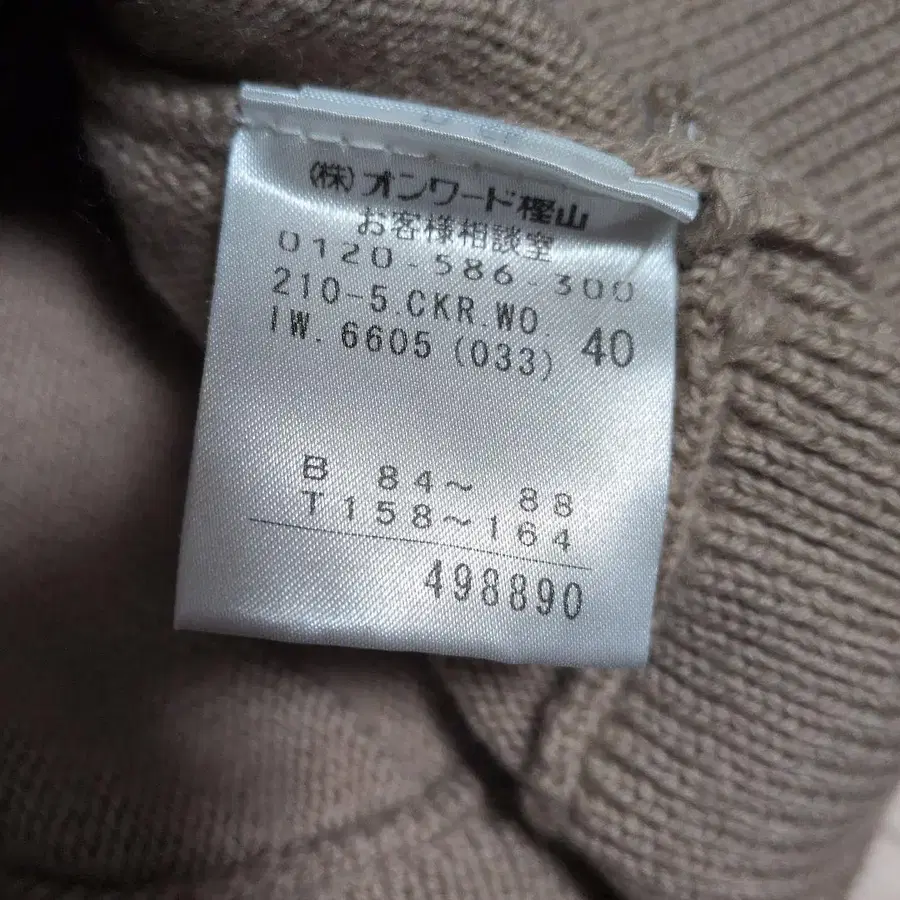 (株)オンワード樫山
お客様相談室
0120-586-300
210-5.CKR.WO.
IW.6605(033) 40
B 84～ 88
T158～164
498890